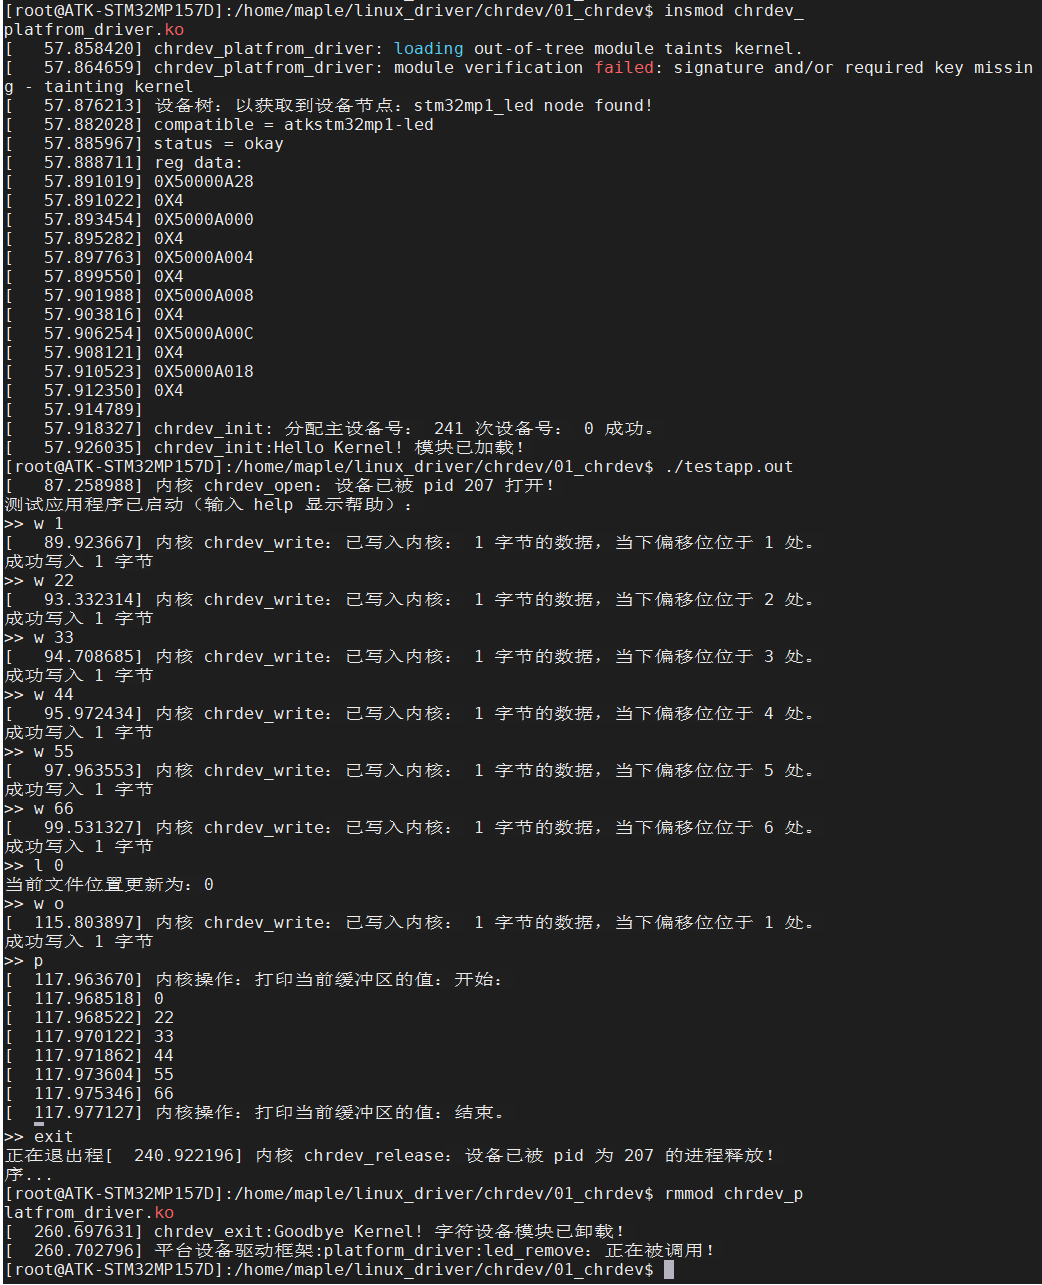 [root@ATK-STM32MP157D]:/home/maple/linux_driver/chrdev/01_chrdev$ insmod chrdev_
platfrom_driver.ko
[   57.858420] chrdev_platfrom_driver: loading out-of-tree module taints kernel.
[   57.864659] chrdev_platfrom_driver: module verification failed: signature and/or required key missin
g - tainting kernel
[   57.876213] 设备树：以获取到设备节点：stm32mp1_led node found!
[   57.882028] compatible = atkstm32mp1-led
[   57.885967] status = okay
[   57.888711] reg data:
[   57.891019] 0X50000A28
[   57.891022] 0X4
[   57.893454] 0X5000A000
[   57.895282] 0X4
[   57.897763] 0X5000A004
[   57.899550] 0X4
[   57.901988] 0X5000A008
[   57.903816] 0X4
[   57.906254] 0X5000A00C
[   57.908121] 0X4
[   57.910523] 0X5000A018
[   57.912350] 0X4
[   57.914789]
[   57.918327] chrdev_init: 分配主设备号： 241 次设备号： 0 成功。
[   57.926035] chrdev_init:Hello Kernel! 模块已加载！
[root@ATK-STM32MP157D]:/home/maple/linux_driver/chrdev/01_chrdev$ ./testapp.out
[   87.258988] 内核 chrdev_open：设备已被 pid 207 打开！
测试应用程序已启动（输入 help 显示帮助）：
>> w 1
[   89.923667] 内核 chrdev_write：已写入内核： 1 字节的数据，当下偏移位位于 1 处。
成功写入 1 字节
>> w 22
[   93.332314] 内核 chrdev_write：已写入内核： 1 字节的数据，当下偏移位位于 2 处。
成功写入 1 字节
>> w 33
[   94.708685] 内核 chrdev_write：已写入内核： 1 字节的数据，当下偏移位位于 3 处。
成功写入 1 字节
>> w 44
[   95.972434] 内核 chrdev_write：已写入内核： 1 字节的数据，当下偏移位位于 4 处。
成功写入 1 字节
>> w 55
[   97.963553] 内核 chrdev_write：已写入内核： 1 字节的数据，当下偏移位位于 5 处。
成功写入 1 字节
>> w 66
[   99.531327] 内核 chrdev_write：已写入内核： 1 字节的数据，当下偏移位位于 6 处。
成功写入 1 字节
>> l 0
当前文件位置更新为：0
>> w o
[  115.803897] 内核 chrdev_write：已写入内核： 1 字节的数据，当下偏移位位于 1 处。
成功写入 1 字节
>> p
[  117.963670] 内核操作：打印当前缓冲区的值：开始：
[  117.968518] 0
[  117.968522] 22
[  117.970122] 33
[  117.971862] 44
[  117.973604] 55
[  117.975346] 66
[  117.977127] 内核操作：打印当前缓冲区的值：结束。
>> exit
正在退出程[  240.922196] 内核 chrdev_release：设备已被 pid 为 207 的进程释放！
序...
[root@ATK-STM32MP157D]:/home/maple/linux_driver/chrdev/01_chrdev$ rmmod chrdev_p
latfrom_driver.ko
[  260.697631] chrdev_exit:Goodbye Kernel! 字符设备模块已卸载！
[  260.702796] 平台设备驱动框架:platform_driver:led_remove：正在被调用！
[root@ATK-STM32MP157D]:/home/maple/linux_driver/chrdev/01_chrdev$